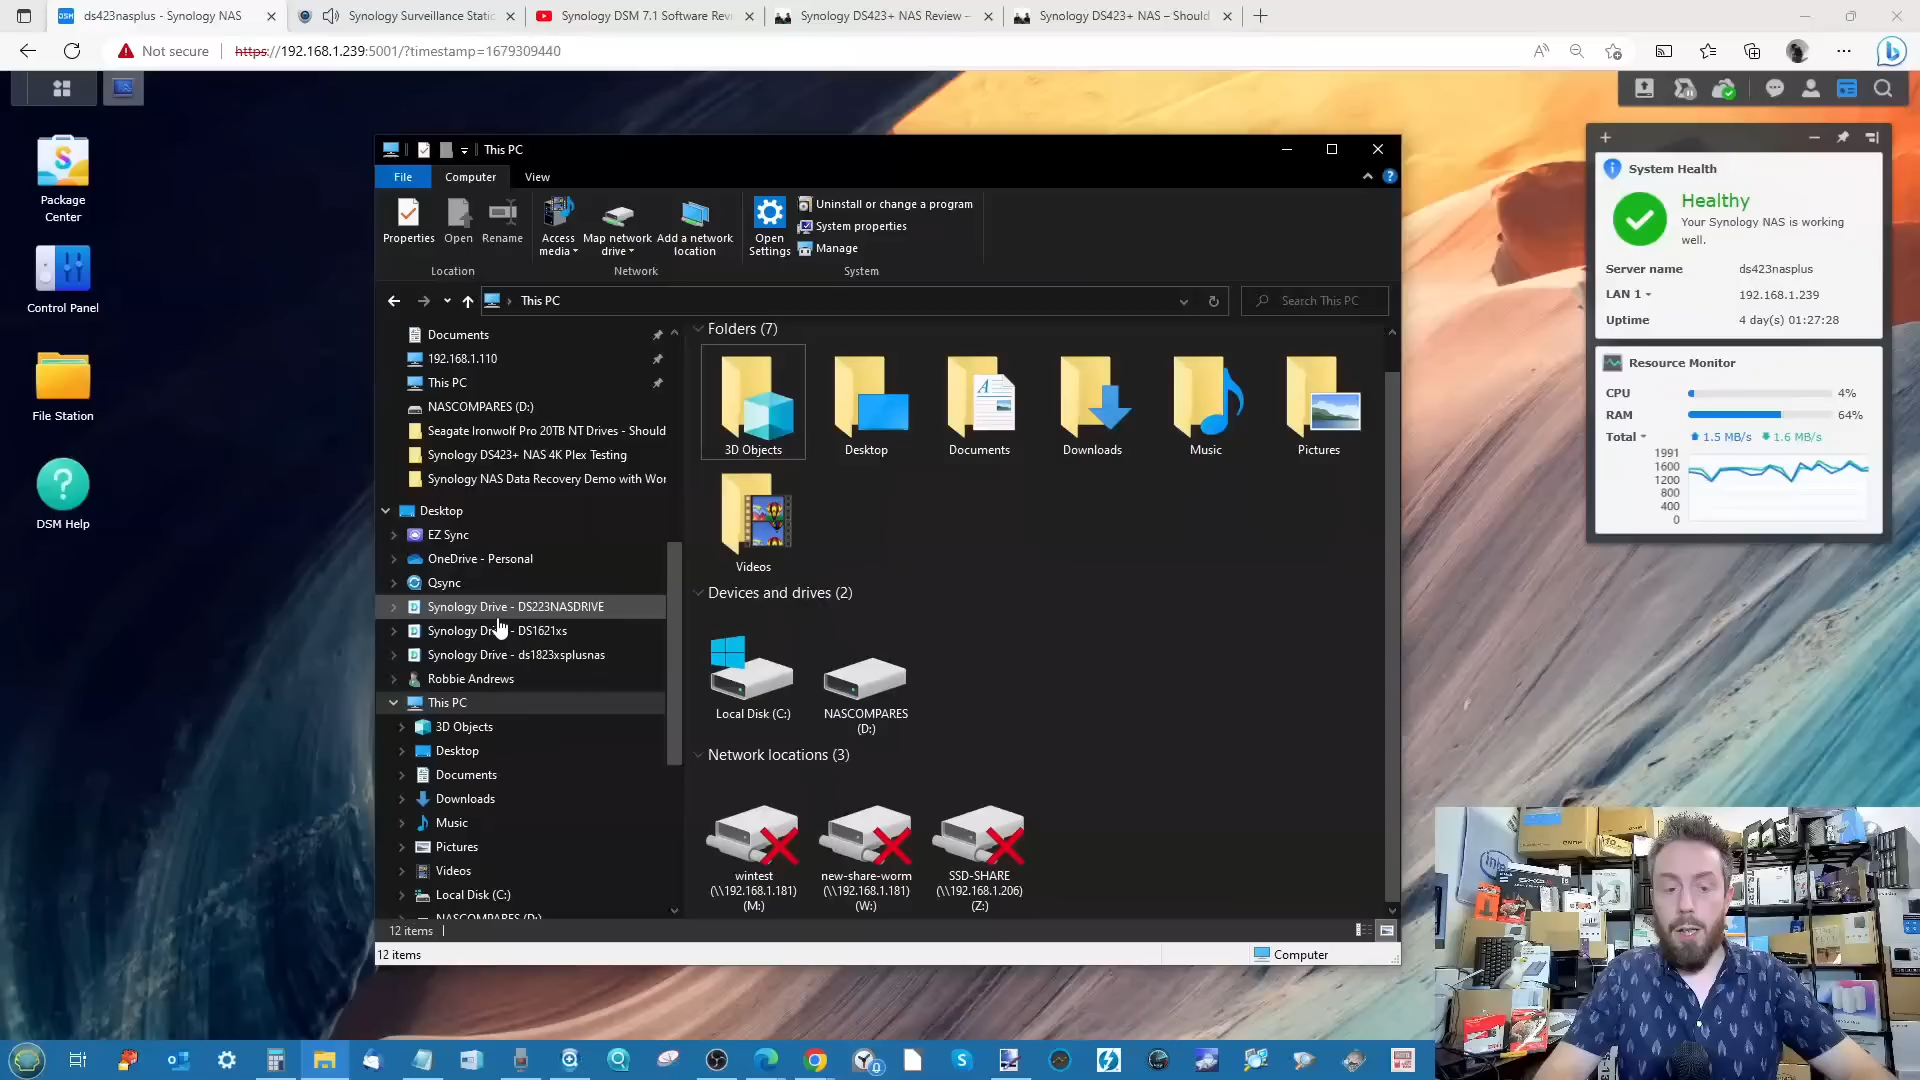 ds423nasplus - Synology NAS
Synology Surveillance Static
Synology DSM 7.1 Software Rev
Synology DS423+ NAS Review –
Synology DS423+ NAS – Should
Not secure
https://192.168.1.239:5001/?timestamp=1679309440
Package
Center
Control Panel
File Station
DSM Help
This PC
File
Computer
View
Properties
Open
Rename
Access
media
Map network
drive
Add a network
location
Open
Settings
Uninstall or change a program
System properties
Manage
Location
Network
System
This PC
Search This PC
Documents
192.168.1.110
This PC
NASCOMPARES (D:)
Seagate Ironwolf Pro 20TB NT Drives - Should
Synology DS423+ NAS 4K Plex Testing
Synology NAS Data Recovery Demo with Wor
Desktop
EZ Sync
OneDrive - Personal
Qsync
Synology Drive - DS223NASDRIVE
Synology Dri - DS1621xs
Synology Drive - ds1823xsplusnas
Robbie Andrews
This PC
3D Objects
Desktop
Documents
Downloads
Music
Pictures
Videos
Local Disk (C:)
NASCOMPARES (D:)
Folders (7)
3D Objects
Desktop
Documents
Downloads
Music
Pictures
Videos
Devices and drives (2)
Local Disk (C:)
NASCOMPARES
(D:)
Network locations (3)
wintest
(\\192.168.1.181)
(M:)
new-share-worm
(\\192.168.1.181)
(W:)
SSD-SHARE
(\\192.168.1.206)
(Z:)
12 items
12 items
Computer
System Health
Healthy
Your Synology NAS is working
well.
Server name
ds423nasplus
LAN 1
192.168.1.239
Uptime
4 day(s) 01:27:28
Resource Monitor
CPU
4%
RAM
64%
Total
1.5 MB/s
1.6 MB/s
1991
1600
1200
800
400
0
intel